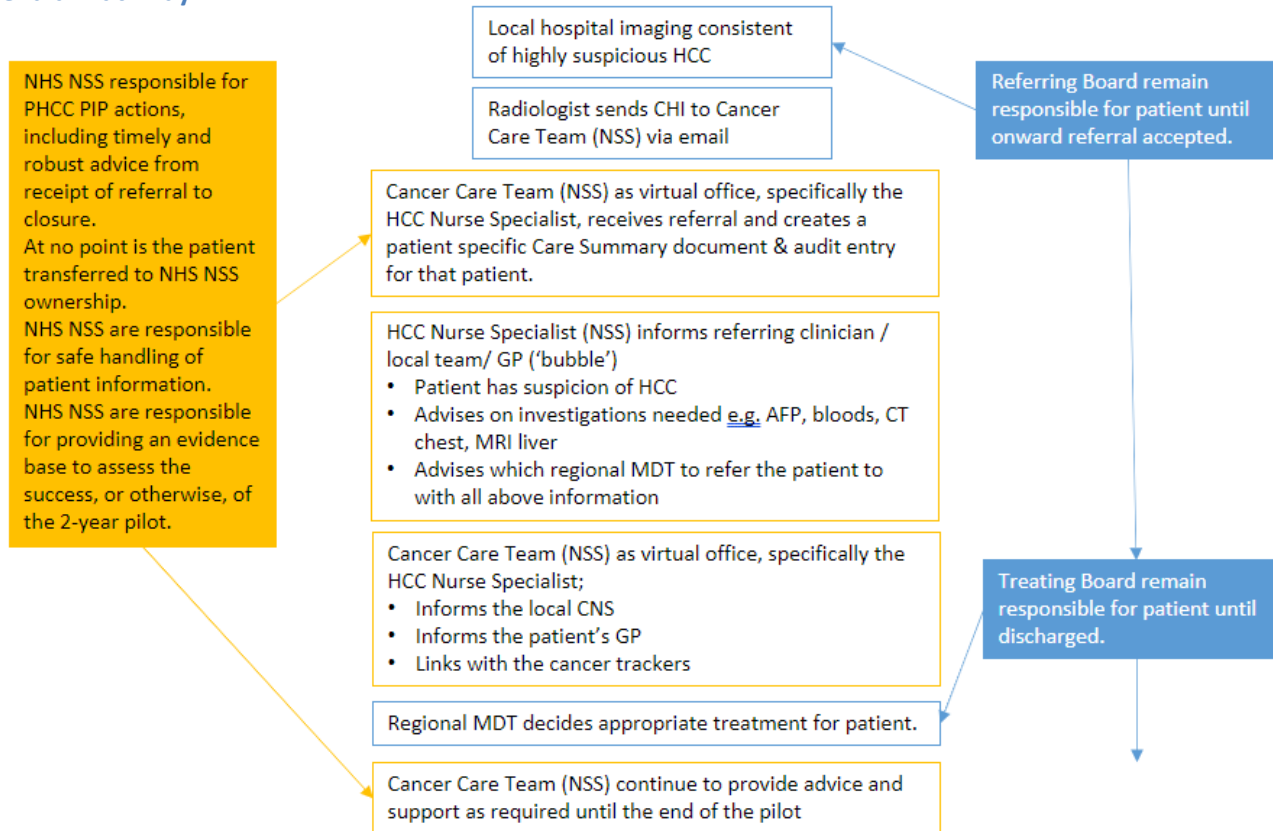 Local hospital imaging consistent
of highly suspicious HCC
Radiologist sends CHI to Cancer
Care Team (NSS) via email
NHS NSS responsible for
PHCC PIP actions,
including timely and
robust advice from
receipt of referral to
closure.
At no point is the patient
transferred to NHS NSS
ownership.
NHS NSS are responsible
for safe handling of
patient information.
NHS NSS are responsible
for providing an evidence
base to assess the
success, or otherwise, of
the 2-year pilot.
Referring Board remain
responsible for patient until
onward referral accepted.
Cancer Care Team (NSS) as virtual office, specifically the
HCC Nurse Specialist, receives referral and creates a
patient specific Care Summary document & audit entry
for that patient.
HCC Nurse Specialist (NSS) informs referring clinician /
local team/ GP (‘bubble’)
• Patient has suspicion of HCC
• Advises on investigations needed e.g. AFP, bloods, CT
chest, MRI liver
• Advises which regional MDT to refer the patient to
with all above information
Cancer Care Team (NSS) as virtual office, specifically the
HCC Nurse Specialist;
• Informs the local CNS
• Informs the patient’s GP
• Links with the cancer trackers
Treating Board remain
responsible for patient until
discharged.
Regional MDT decides appropriate treatment for patient.
Cancer Care Team (NSS) continue to provide advice and
support as required until the end of the pilot